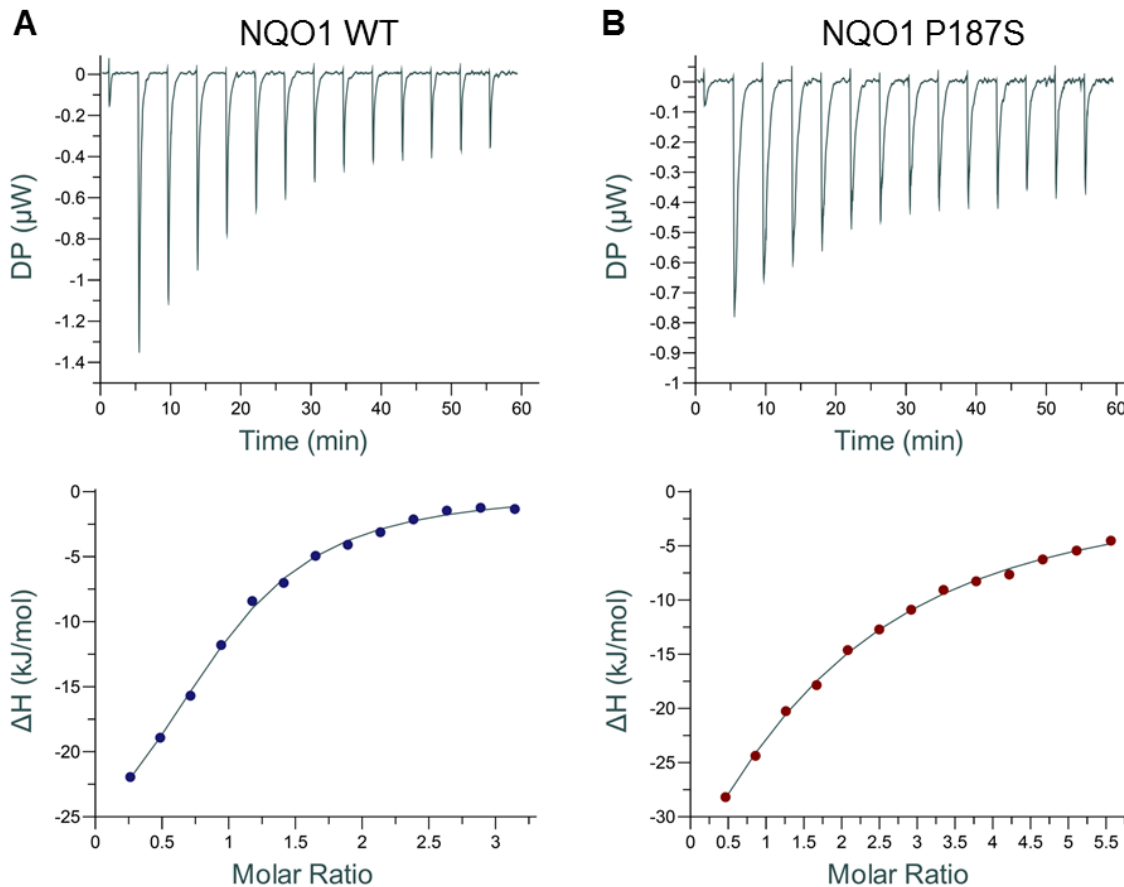 A
NQO1 WT
0
-0.2
-0.4
-0.6
-0.8
-1
-1.2
-1.4
DP (µW)
0 10 20 30 40 50 60
Time (min)
B
NQO1 P187S
0
-0.1
-0.2
-0.3
-0.4
-0.5
-0.6
-0.7
-0.8
-0.9
-1
DP (µW)
0 10 20 30 40 50 60
Time (min)
0
-5
-10
-15
-20
-25
ΔH (kJ/mol)
0 0.5 1 1.5 2 2.5 3
Molar Ratio
0
-5
-10
-15
-20
-25
-30
ΔH (kJ/mol)
0 0.5 1 1.5 2 2.5 3 3.5 4 4.5 5 5.5
Molar Ratio